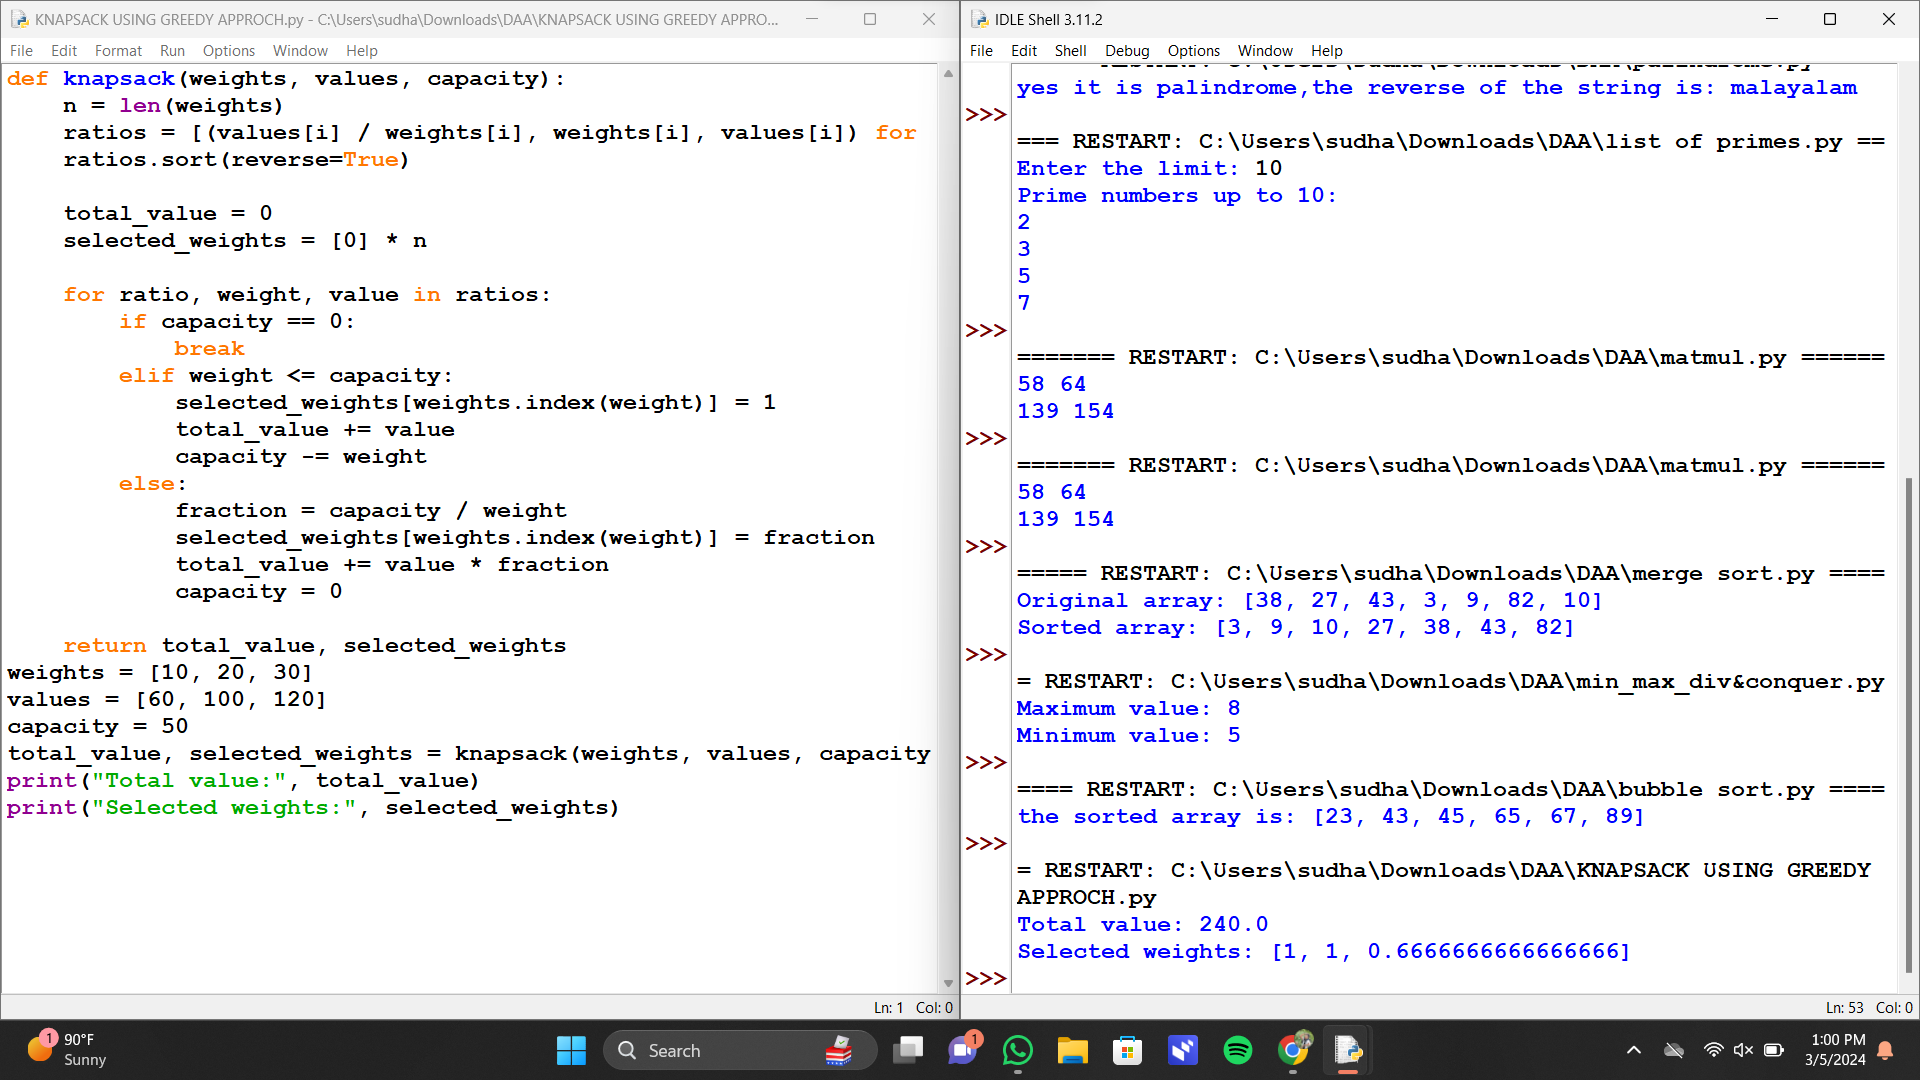 KNAPSACK USING GREEDY APPROCH.py - C:\Users\sudha\Downloads\DAA\KNAPSACK USING GREEDY APPRO...
File Edit Format Run Options Window Help
def knapsack(weights, values, capacity):
    n = len(weights)
    ratios = [(values[i] / weights[i], weights[i], values[i]) for
    ratios.sort(reverse=True)
    total_value = 0
    selected_weights = [0] * n
    for ratio, weight, value in ratios:
        if capacity == 0:
            break
        elif weight <= capacity:
            selected_weights[weights.index(weight)] = 1
            total_value += value
            capacity -= weight
        else:
            fraction = capacity / weight
            selected_weights[weights.index(weight)] = fraction
            total_value += value * fraction
            capacity = 0
    return total_value, selected_weights
weights = [10, 20, 30]
values = [60, 100, 120]
capacity = 50
total_value, selected_weights = knapsack(weights, values, capacity
print("Total value:", total_value)
print("Selected weights:", selected_weights)
Ln: 1 Col: 0
IDLE Shell 3.11.2
File Edit Shell Debug Options Window Help
yes it is palindrome,the reverse of the string is: malayalam
>>>
=== RESTART: C:\Users\sudha\Downloads\DAA\list of primes.py ==
Enter the limit: 10
Prime numbers up to 10:
2
3
5
7
>>>
======= RESTART: C:\Users\sudha\Downloads\DAA\matmul.py ======
58 64
139 154
>>>
======= RESTART: C:\Users\sudha\Downloads\DAA\matmul.py ======
58 64
139 154
>>>
===== RESTART: C:\Users\sudha\Downloads\DAA\merge sort.py ====
Original array: [38, 27, 43, 3, 9, 82, 10]
Sorted array: [3, 9, 10, 27, 38, 43, 82]
>>>
= RESTART: C:\Users\sudha\Downloads\DAA\min_max_div&conquer.py
Maximum value: 8
Minimum value: 5
>>>
==== RESTART: C:\Users\sudha\Downloads\DAA\bubble sort.py ====
the sorted array is: [23, 43, 45, 65, 67, 89]
>>>
= RESTART: C:\Users\sudha\Downloads\DAA\KNAPSACK USING GREEDY
APPROCH.py
Total value: 240.0
Selected weights: [1, 1, 0.6666666666666666]
>>>
Ln: 53 Col: 0
1
90°F
Sunny
Search
1
1:00 PM
3/5/2024